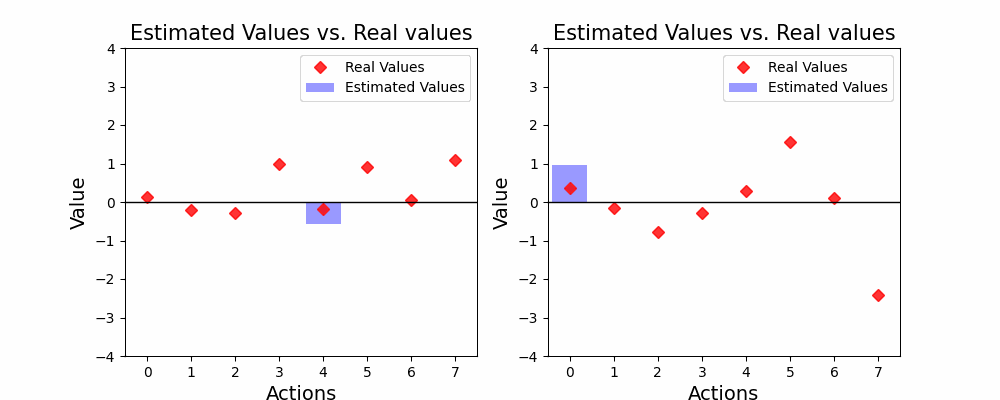 Estimated Values vs. Real values
4
3
2
1
0
−1
−2
−3
−4
Value
Real Values
Estimated Values
0 1 2 3 4 5 6 7
Actions
Estimated Values vs. Real values
4
3
2
1
0
−1
−2
−3
−4
Value
Real Values
Estimated Values
0 1 2 3 4 5 6 7
Actions